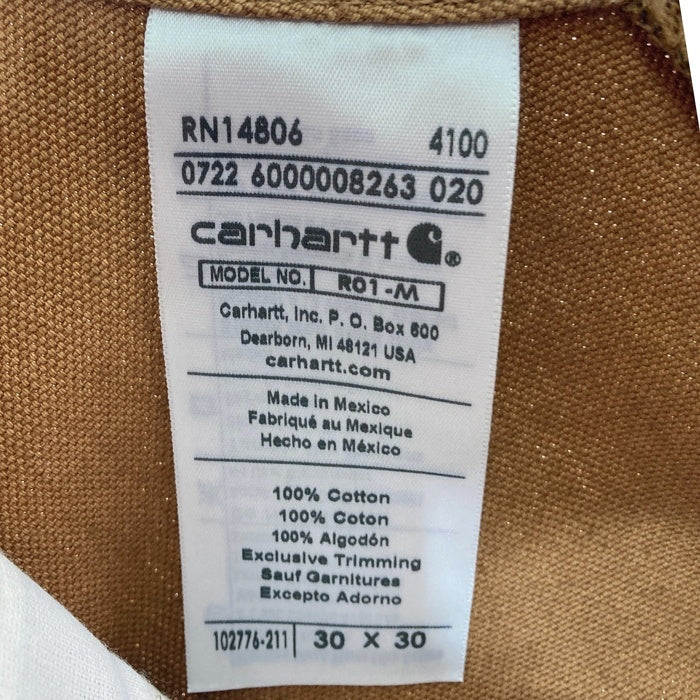 RN14806 4100
0722 6000008263 020
carhartt ®
MODEL NO. R01-M
Carhartt, Inc. P. O. Box 600
Dearborn, MI 48121 USA
carhartt.com
Made in Mexico
Fabriqué au Mexique
Hecho en México
100% Cotton
100% Coton
100% Algodón
Exclusive Trimming
Sauf Garnitures
Excepto Adorno
102776-211 30 X 30